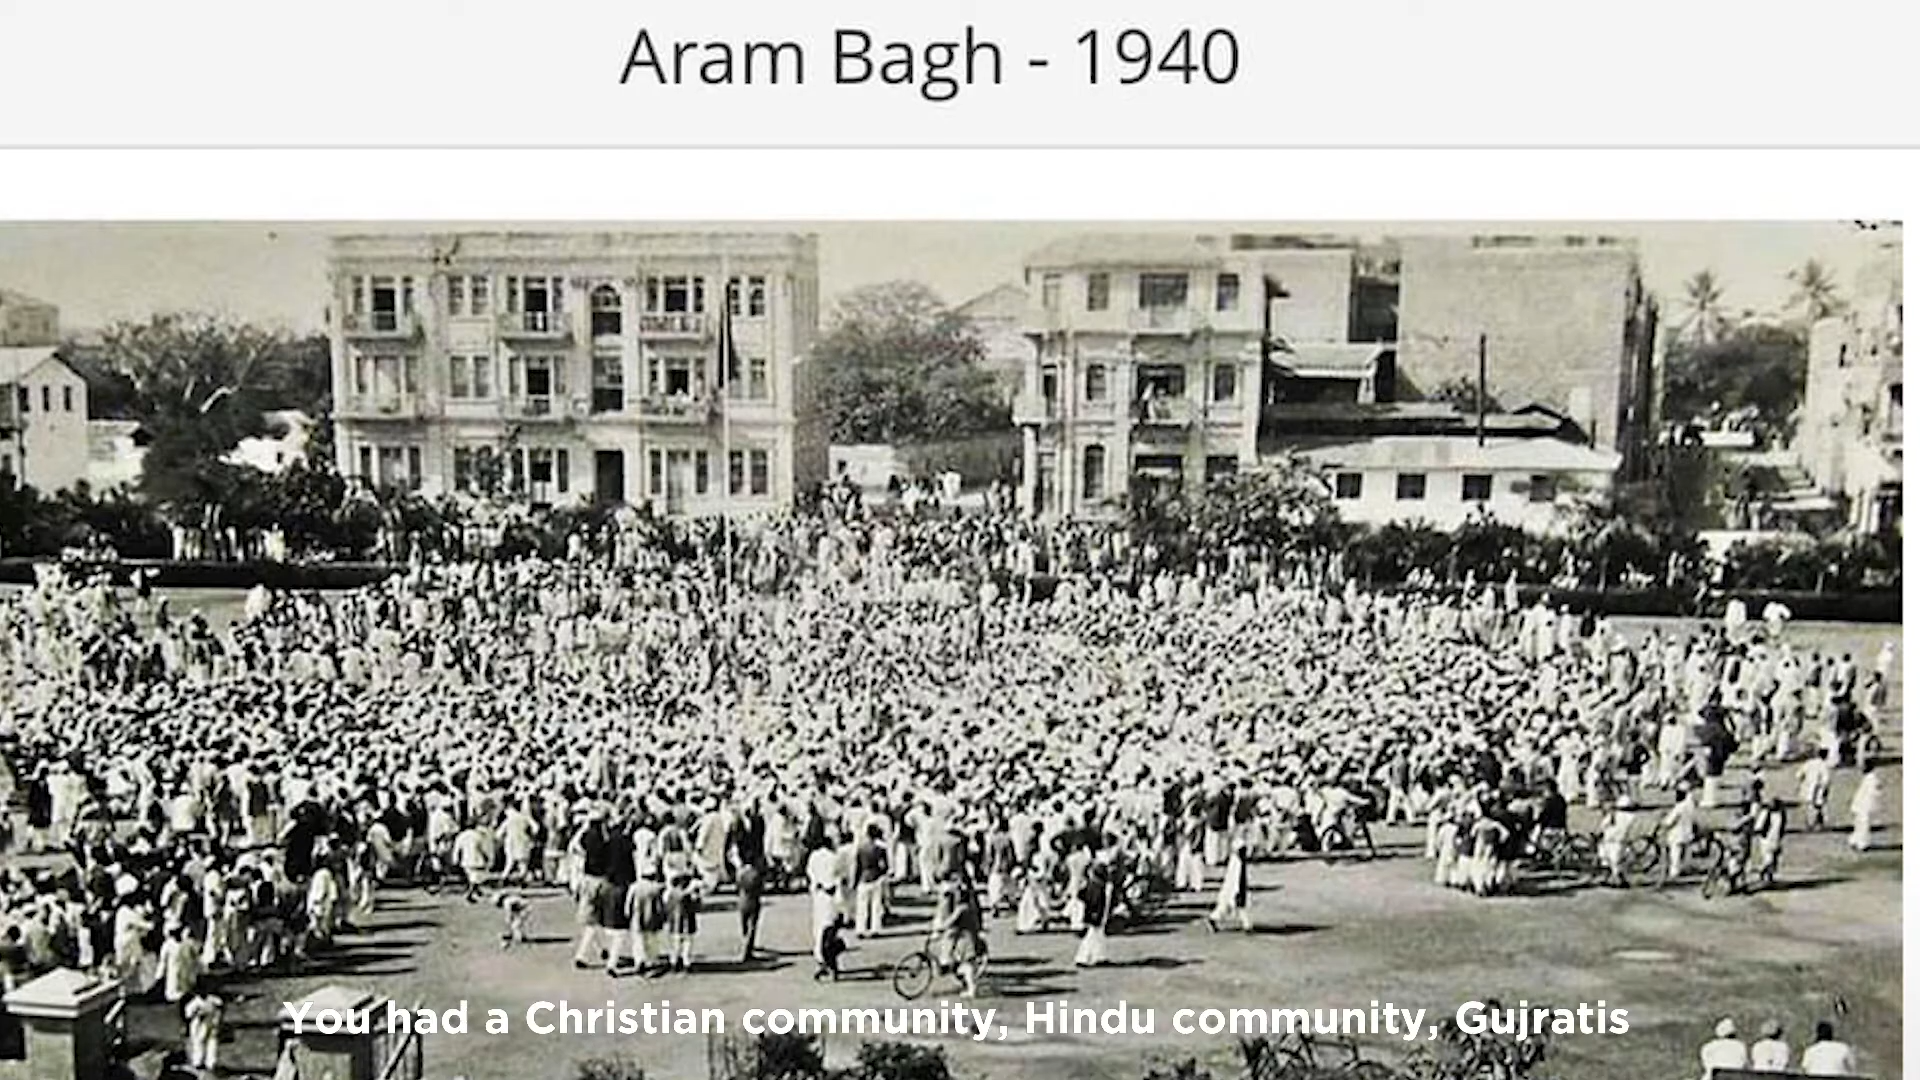 Aram Bagh - 1940
You had a Christian community, Hindu community, Gujratis